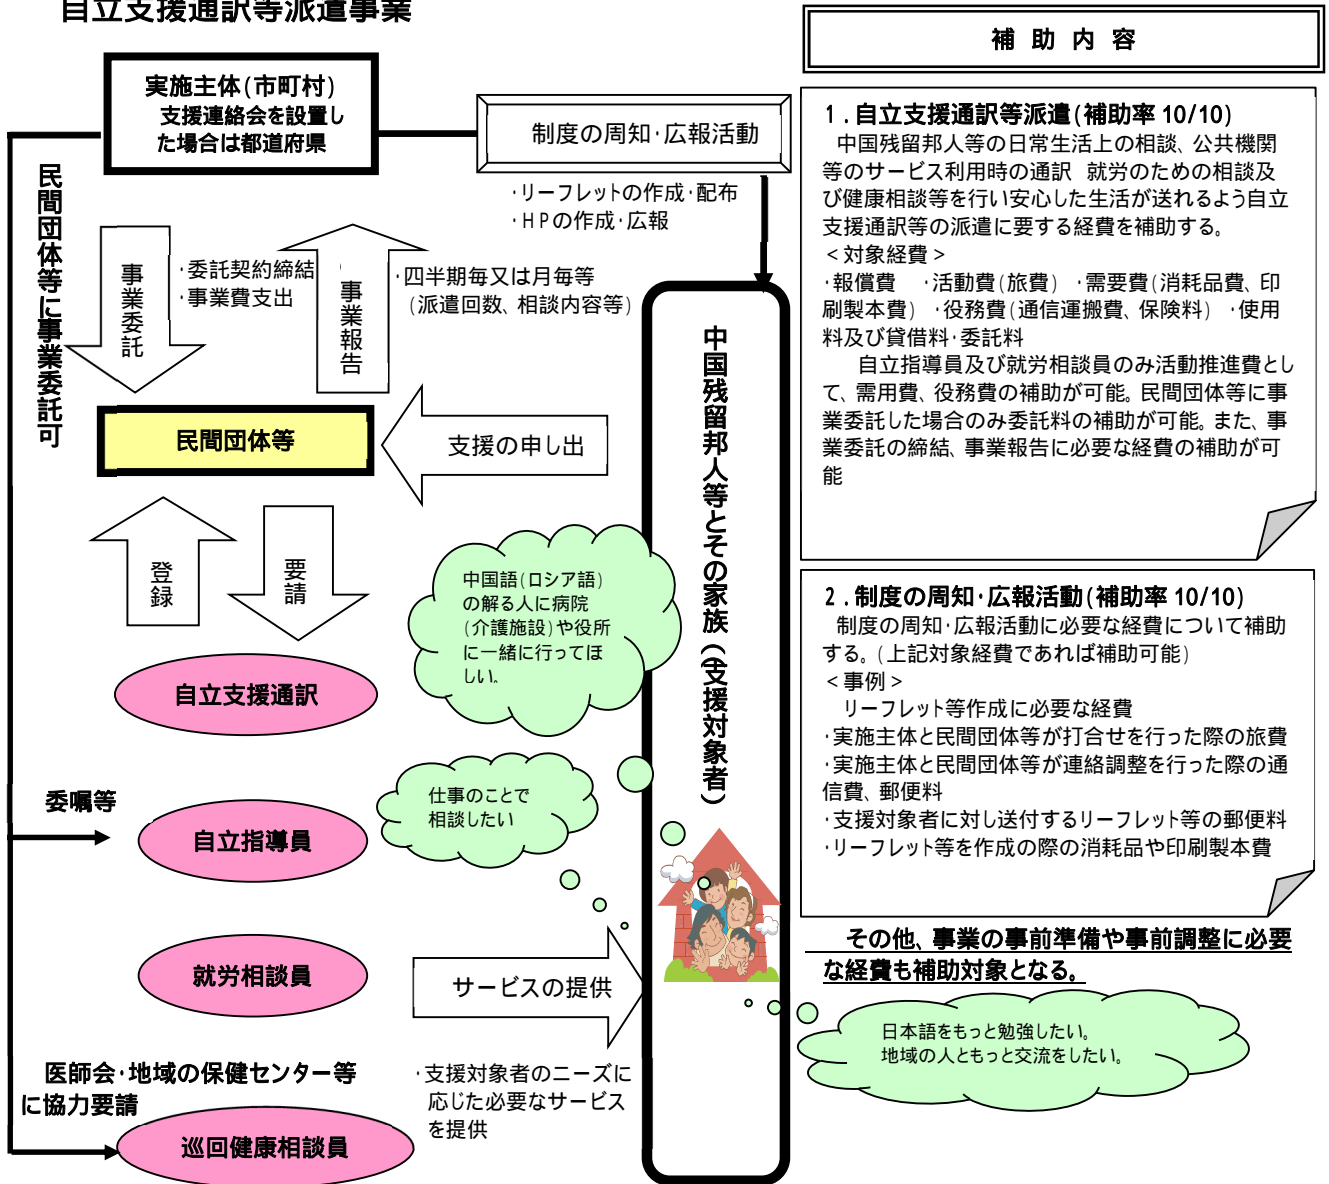 自立支援通訳等派遣事業
実施主体(市町村)
支援連絡会を設置し
た場合は都道府県
制度の周知・広報活動
・リーフレットの作成・配布
・HPの作成・広報
民間団体等に事業委託可
事業委託
・委託契約締結
・事業費支出
事業報告
・四半期毎又は月毎等
(派遣回数、相談内容等)
民間団体等
支援の申し出
登録
要請
中国語(ロシア語)
の解る人に病院
(介護施設)や役所
に一緒に行ってほ
しい。
自立支援通訳
仕事のことで
相談したい
委嘱等
自立指導員
就労相談員
サービスの提供
医師会・地域の保健センター等
に協力要請
・支援対象者のニーズに
応じた必要なサービス
を提供
巡回健康相談員
中国残留邦人等とその家族(支援対象者)
補助内容
1.自立支援通訳等派遣(補助率 10/10)
中国残留邦人等の日常生活上の相談、公共機関
等のサービス利用時の通訳 就労のための相談及
び健康相談等を行い安心した生活が送れるよう自立
支援通訳等の派遣に要する経費を補助する。
<対象経費>
・報償費 ・活動費(旅費) ・需要費(消耗品費、印
刷製本費) ・役務費(通信運搬費、保険料) ・使用
料及び貸借料・委託料
自立指導員及び就労相談員のみ活動推進費とし
て、需用費、役務費の補助が可能。民間団体等に事
業委託した場合のみ委託料の補助が可能。また、事
業委託の締結、事業報告に必要な経費の補助が可
能
2.制度の周知・広報活動(補助率 10/10)
制度の周知・広報活動に必要な経費について補助
する。(上記対象経費であれば補助可能)
<事例>
リーフレット等作成に必要な経費
・実施主体と民間団体等が打合せを行った際の旅費
・実施主体と民間団体等が連絡調整を行った際の通
信費、郵便料
・支援対象者に対し送付するリーフレット等の郵便料
・リーフレット等を作成の際の消耗品や印刷製本費
その他、事業の事前準備や事前調整に必要
な経費も補助対象となる。
日本語をもっと勉強したい。
地域の人ともっと交流をしたい。